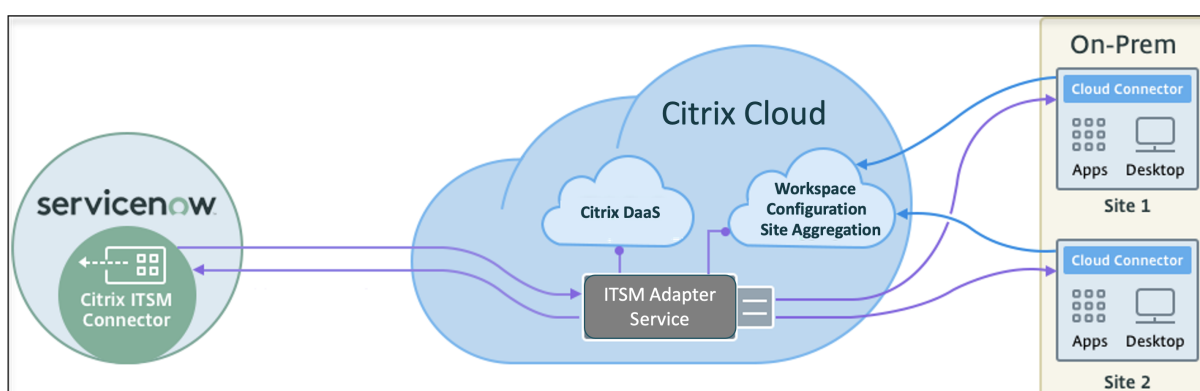 On-Prem
Cloud Connector
Apps Desktop
Site 1
Cloud Connector
Apps Desktop
Site 2
Citrix Cloud
Citrix DaaS
Workspace
Configuration
Site Aggregation
ITSM Adapter
Service
servicenow
Citrix ITSM
Connector